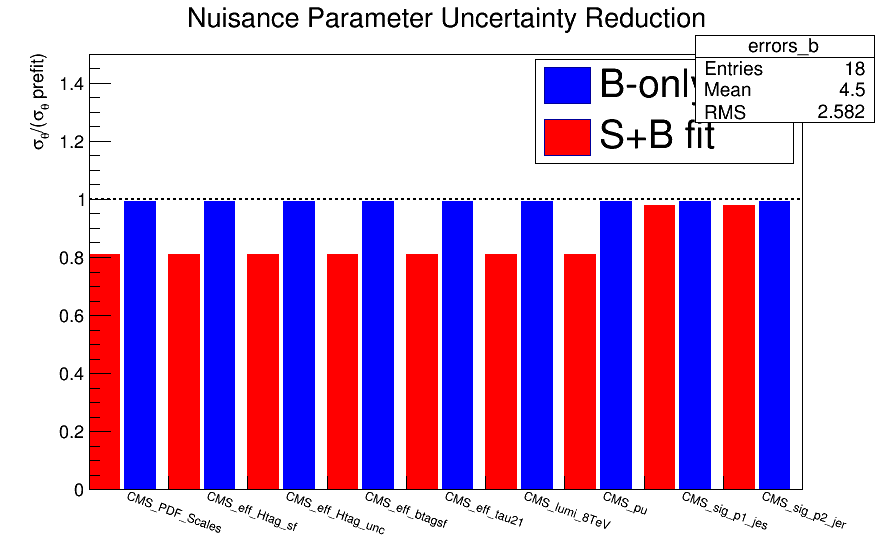 Nuisance Parameter Uncertainty Reduction
errors_b
Entries 18
Mean 4.5
RMS 2.582
B-only
S+B fit
σθ/(σθ prefit)
1.4
1.2
1
0.8
0.6
0.4
0.2
0
CMS_PDF_Scales
CMS_eff_Htag_sf
CMS_eff_Htag_unc
CMS_eff_btagsf
CMS_eff_tau21
CMS_lumi_8TeV
CMS_pu
CMS_sig_p1_jes
CMS_sig_p2_jer